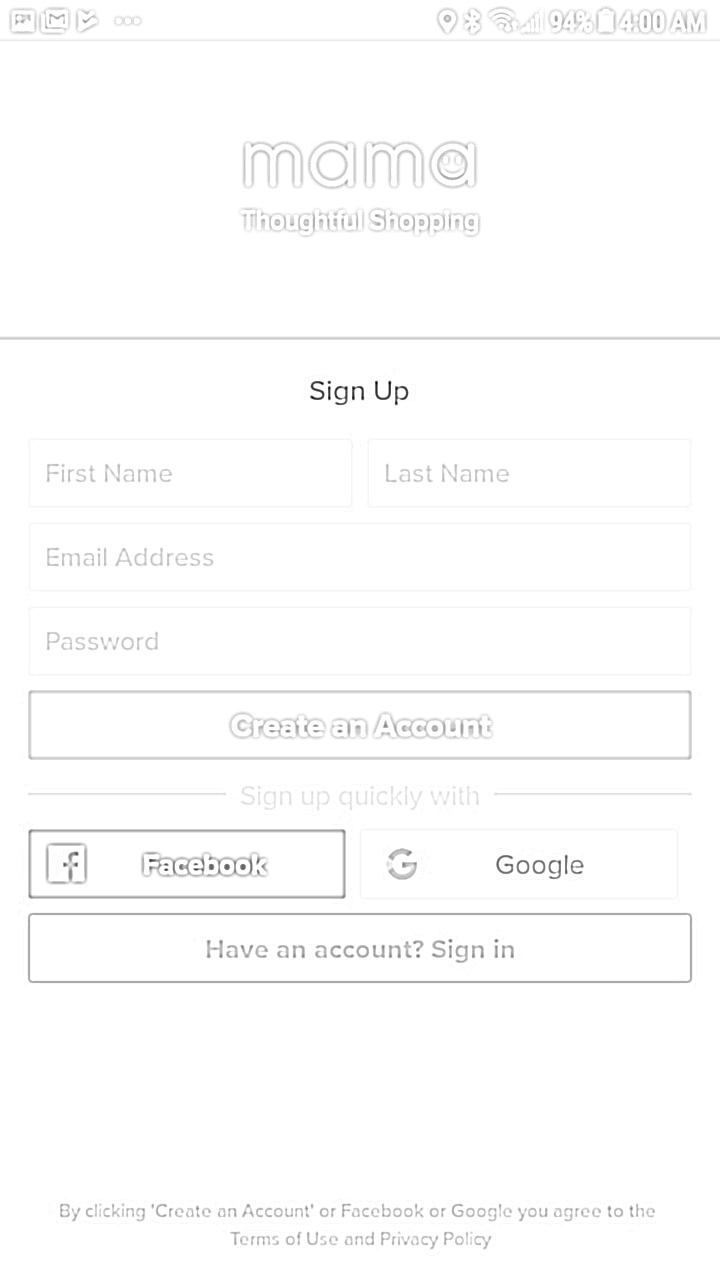 94% 4:00 AM
mama
Thoughtful Shopping
Sign Up
First Name Last Name
Email Address
Password
Create an Account
Sign up quickly with
Facebook Google
Have an account? Sign in
By clicking 'Create an Account' or Facebook or Google you agree to the
Terms of Use and Privacy Policy